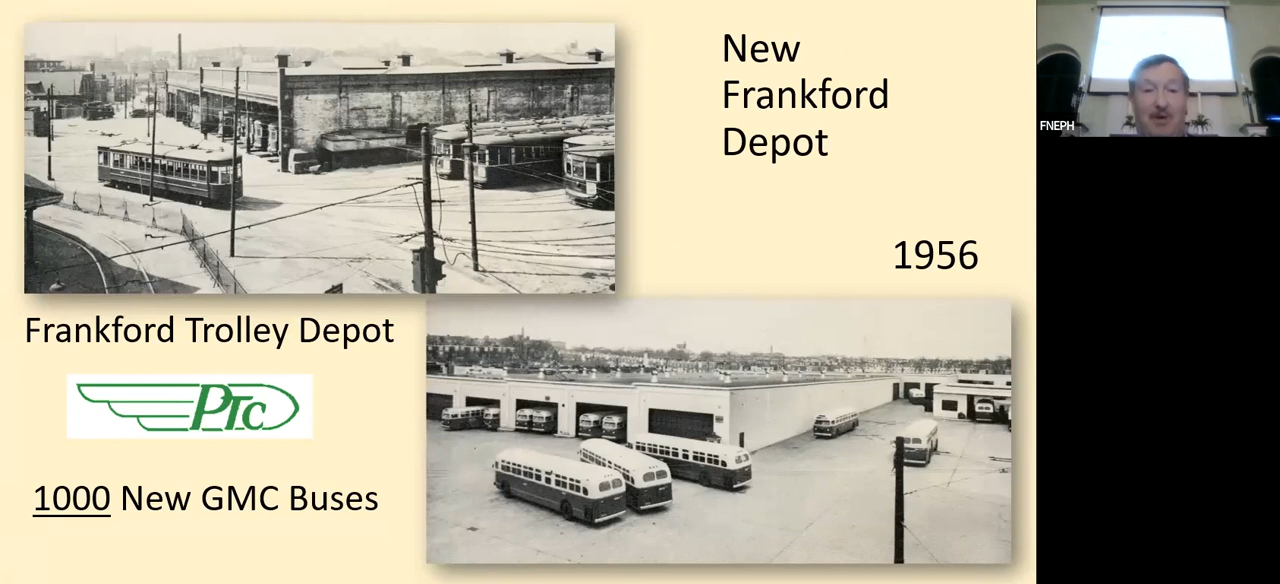 New
Frankford
Depot
FNEPH
1956
Frankford Trolley Depot
PTC
1000 New GMC Buses